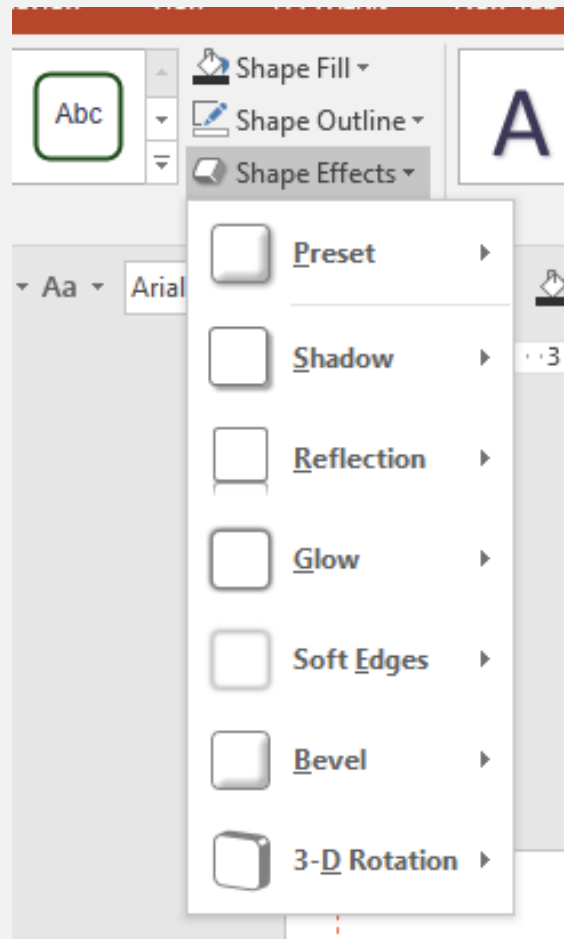 Abc
Shape Fill
Shape Outline
Shape Effects
A
Preset
Aa
Arial
Shadow
3
Reflection
Glow
Soft Edges
Bevel
3-D Rotation